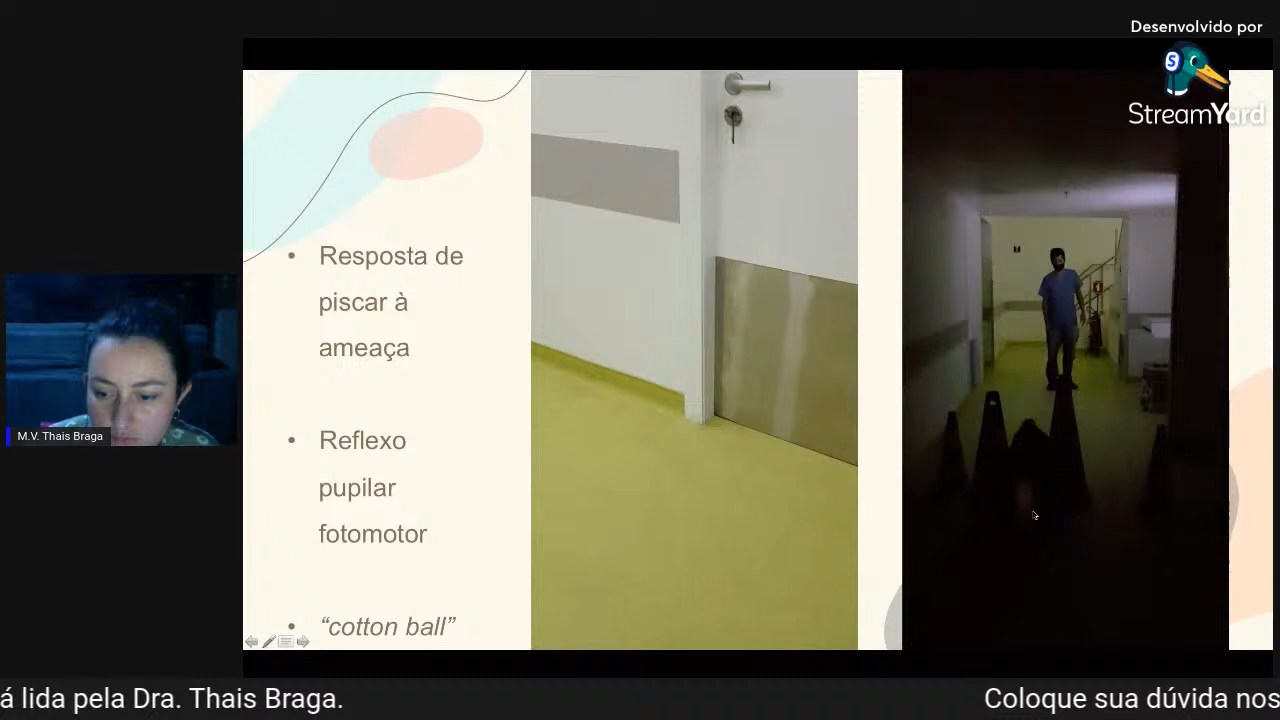 Desenvolvido por
StreamYard
• Resposta de
piscar à
ameaça
• Reflexo
pupilar
fotomotor
• “cotton ball”
M.V. Thais Braga
á lida pela Dra. Thais Braga.
Coloque sua dúvida nos